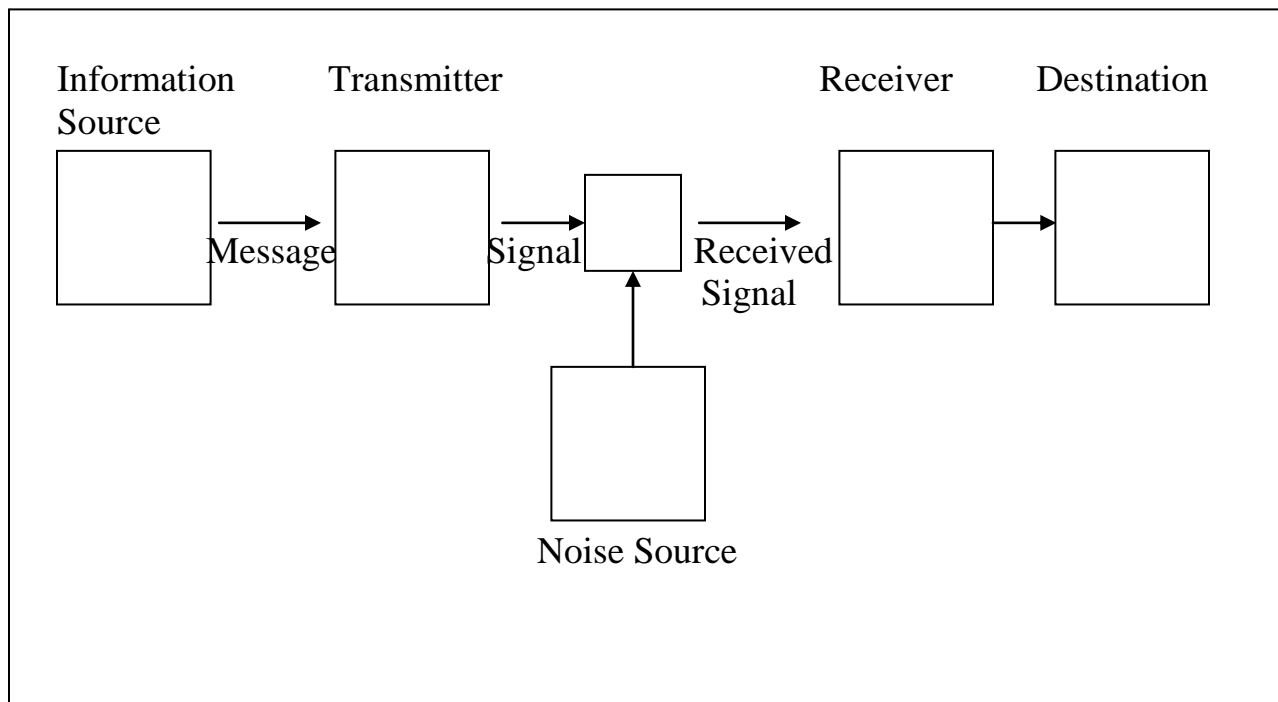 Information
Source
Transmitter
Receiver
Destination
Message
Signal
Received
Signal
Noise Source